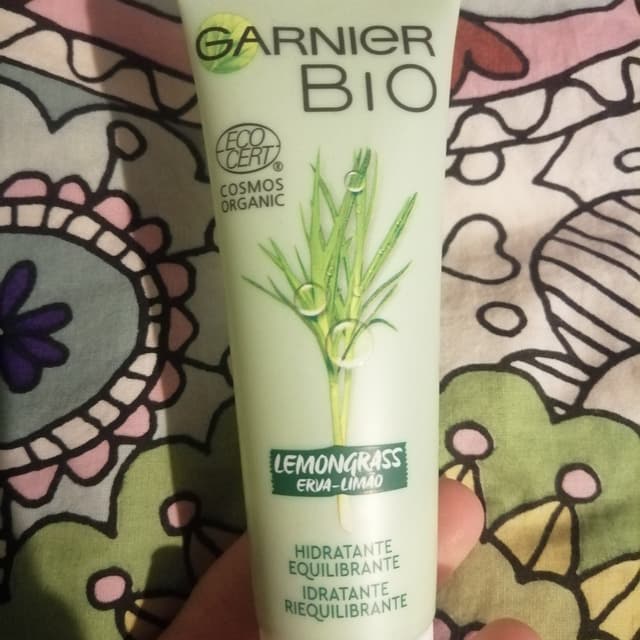 GARNIER
BIO
ECO
CERT®
COSMOS
ORGANIC
LEMONGRASS
ERVA-LIMÃO
HIDRATANTE
EQUILIBRANTE
IDRATANTE
RIEQUILIBRANTE